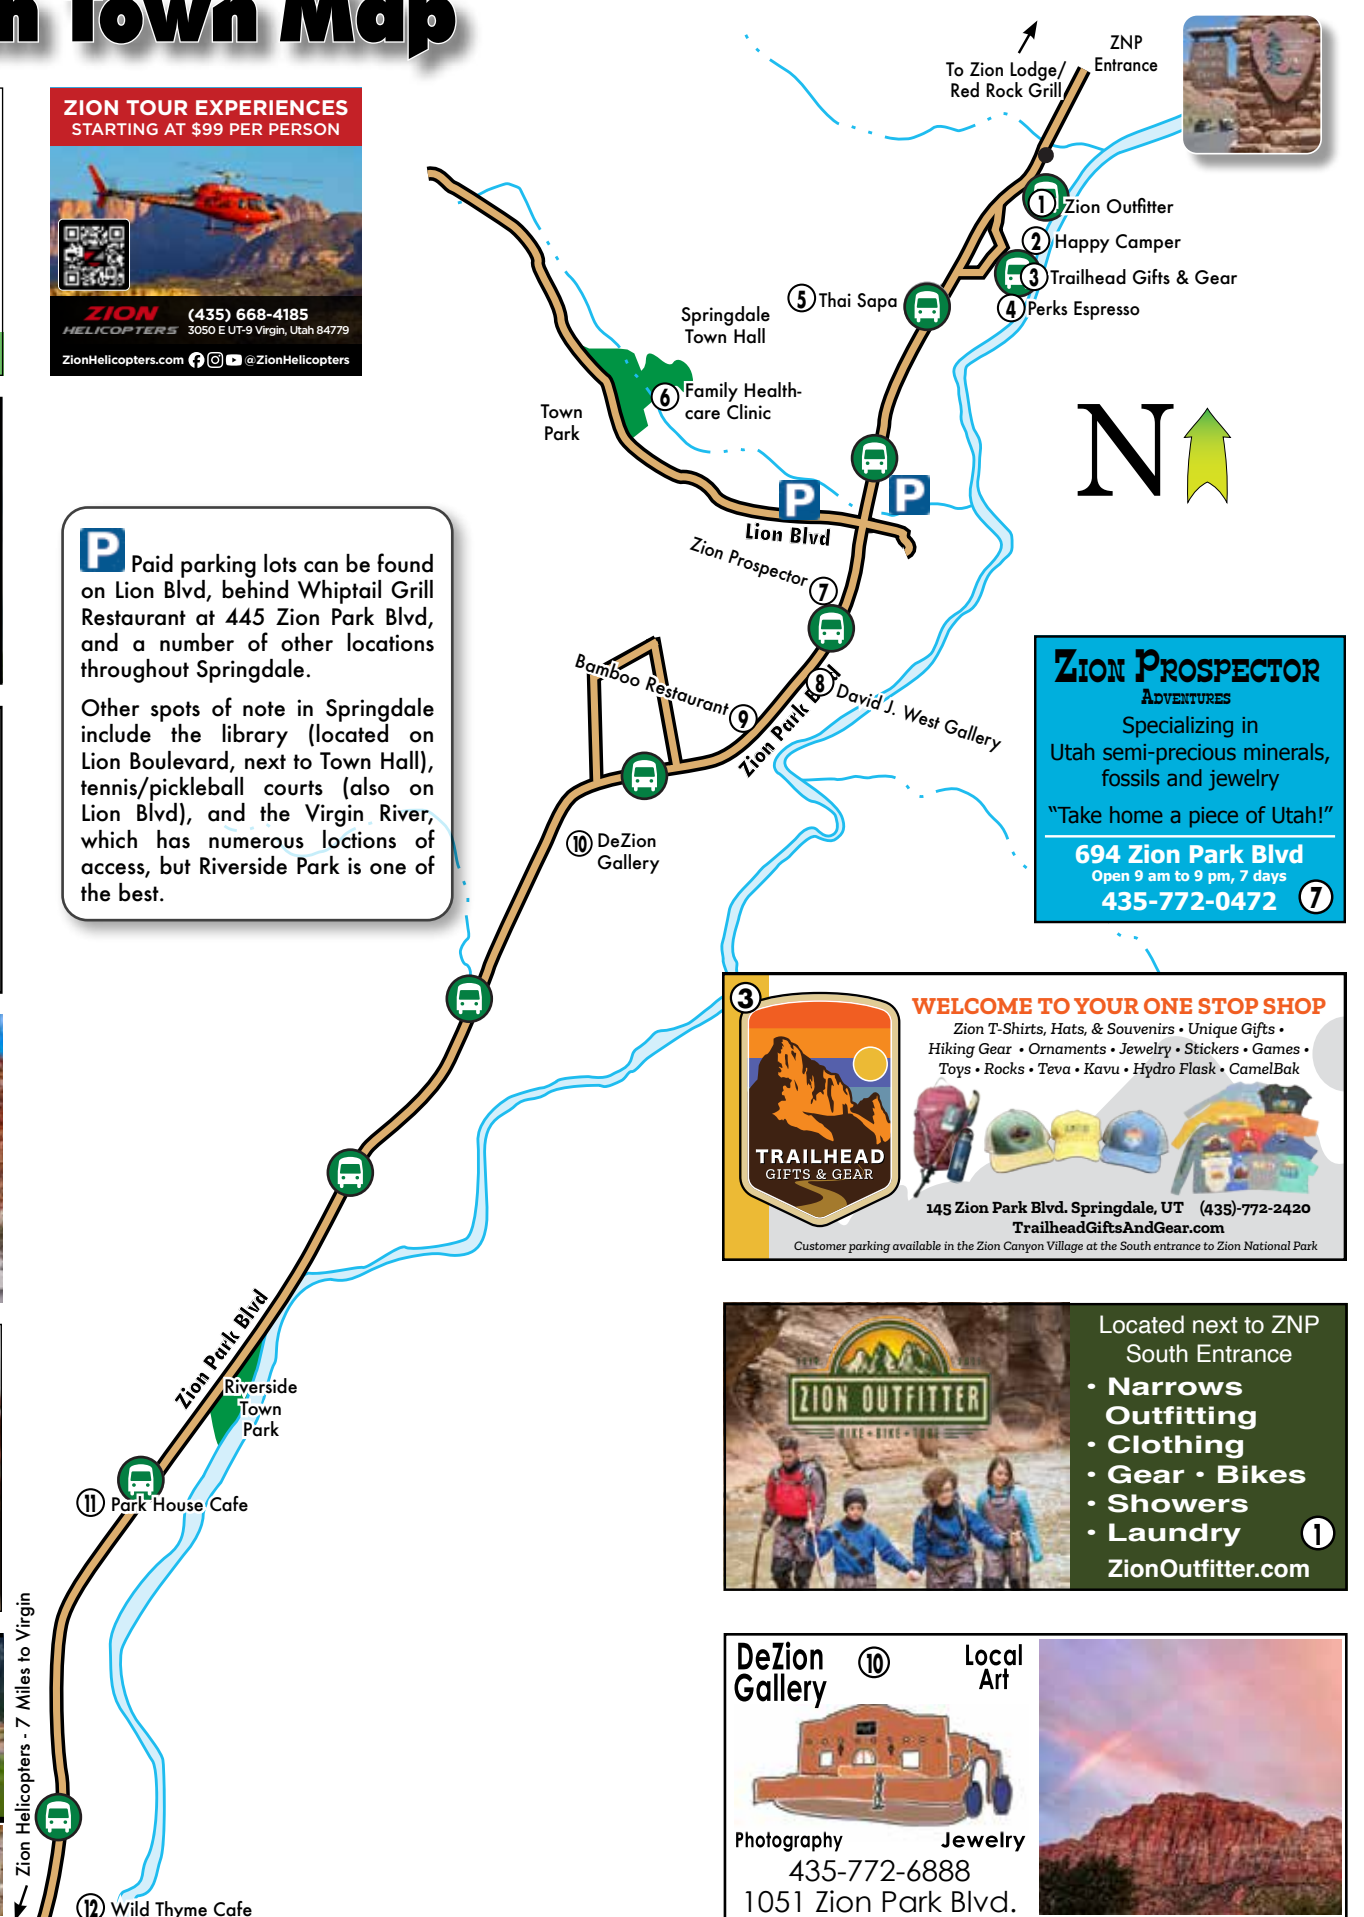 Town Map
ZION TOUR EXPERIENCES
STARTING AT $99 PER PERSON
ZION
HELICOPTERS
(435) 668-4185
3050 E UT-9 Virgin, Utah 84779
ZionHelicopters.com @ZionHelicopters
To Zion Lodge/
Red Rock Grill
ZNP
Entrance
1 Zion Outfitter
2 Happy Camper
3 Trailhead Gifts & Gear
4 Perks Espresso
5 Thai Sapa
Springdale
Town Hall
6 Family Health-
care Clinic
Town
Park
N
P
P
Lion Blvd
Zion Prospector 7
8 David J. West Gallery
Bamboo Restaurant 9
Zion Park Blvd
10 DeZion
Gallery
P Paid parking lots can be found
on Lion Blvd, behind Whiptail Grill
Restaurant at 445 Zion Park Blvd,
and a number of other locations
throughout Springdale.
Other spots of note in Springdale
include the library (located on
Lion Boulevard, next to Town Hall),
tennis/pickleball courts (also on
Lion Blvd), and the Virgin River,
which has numerous loctions of
access, but Riverside Park is one of
the best.
Zion Park Blvd
Riverside
Town
Park
11 Park House Cafe
Zion Helicopters - 7 Miles to Virgin
12 Wild Thyme Cafe
ZION PROSPECTOR
ADVENTURES
Specializing in
Utah semi-precious minerals,
fossils and jewelry
“Take home a piece of Utah!”
694 Zion Park Blvd
Open 9 am to 9 pm, 7 days
435-772-0472 7
3
TRAILHEAD
GIFTS & GEAR
WELCOME TO YOUR ONE STOP SHOP
Zion T-Shirts, Hats, & Souvenirs • Unique Gifts •
Hiking Gear • Ornaments • Jewelry • Stickers • Games •
Toys • Rocks • Teva • Kavu • Hydro Flask • CamelBak
145 Zion Park Blvd. Springdale, UT (435)-772-2420
TrailheadGiftsAndGear.com
Customer parking available in the Zion Canyon Village at the South entrance to Zion National Park
ZION OUTFITTER
Located next to ZNP
South Entrance
• Narrows
Outfitting
• Clothing
• Gear • Bikes
• Showers
• Laundry 1
ZionOutfitter.com
DeZion
Gallery
10
Local
Art
Photography
Jewelry
435-772-6888
1051 Zion Park Blvd.